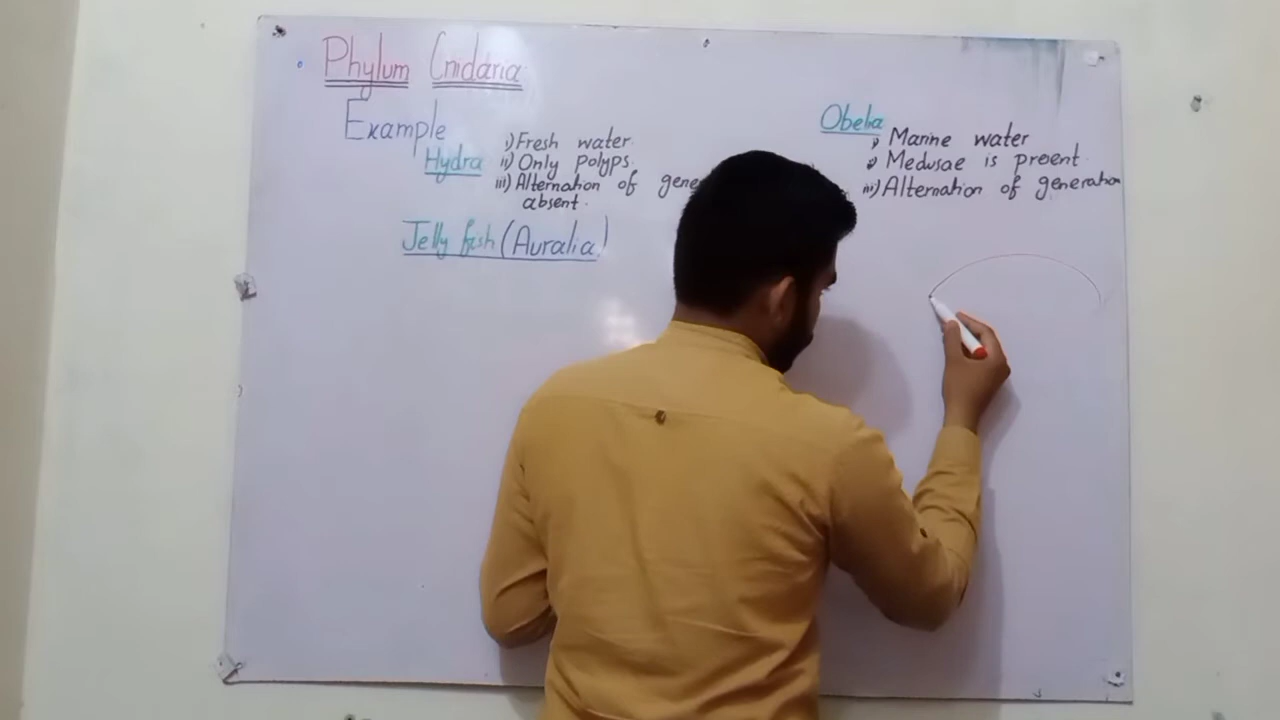 Phylum Cnidaria
Example
Hydra
i) Fresh water.
ii) Only polyps.
iii) Alternation of gene
absent.
Jelly fish (Auralia)
Obelia
i) Marine water
Medusae is present
iii) Alternation of generation